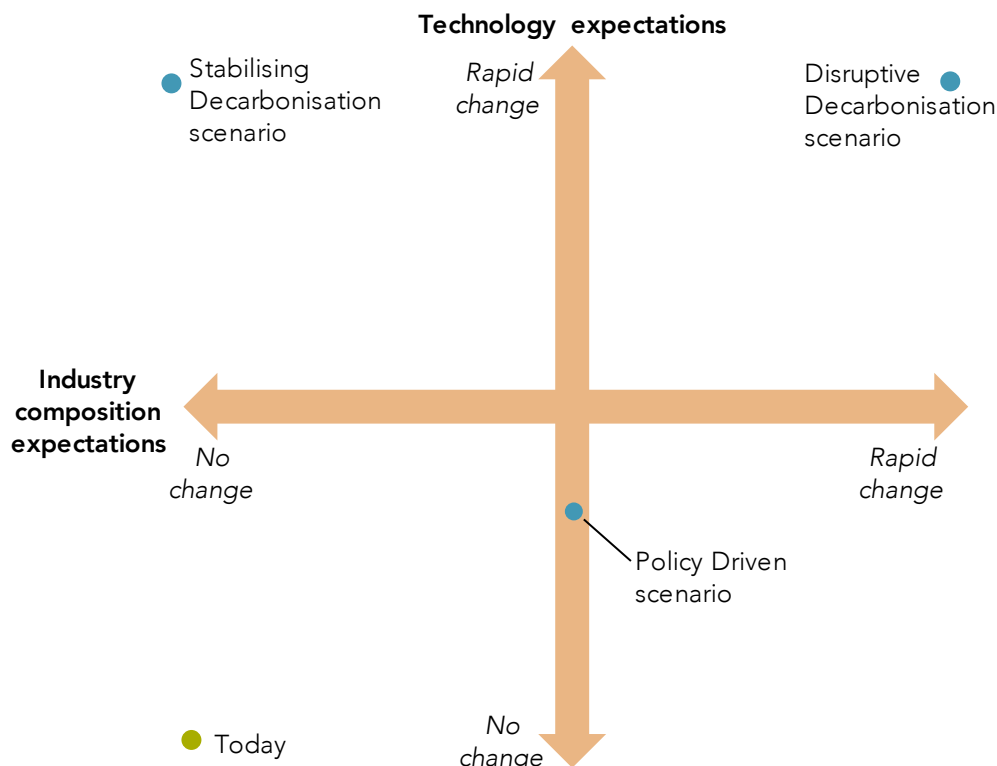 Technology expectations
Stabilising
Decarbonisation
scenario
Rapid
change
Disruptive
Decarbonisation
scenario
Industry
composition
expectations
No
change
Rapid
change
Policy Driven
scenario
Today
No
change